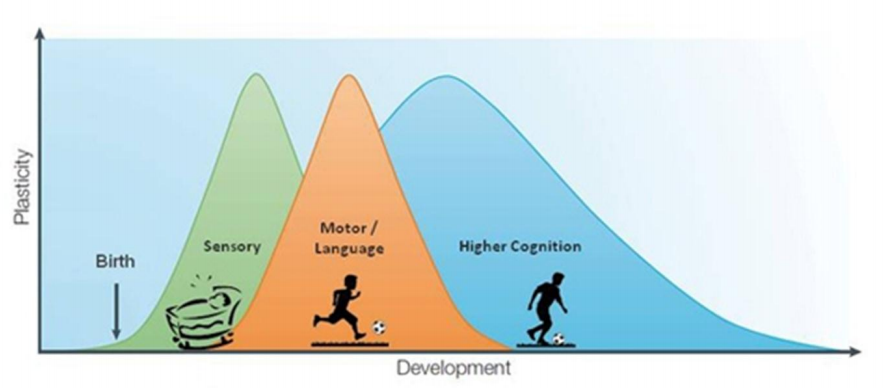 Plasticity
Birth
Sensory
Motor /
Language
Higher Cognition
Development